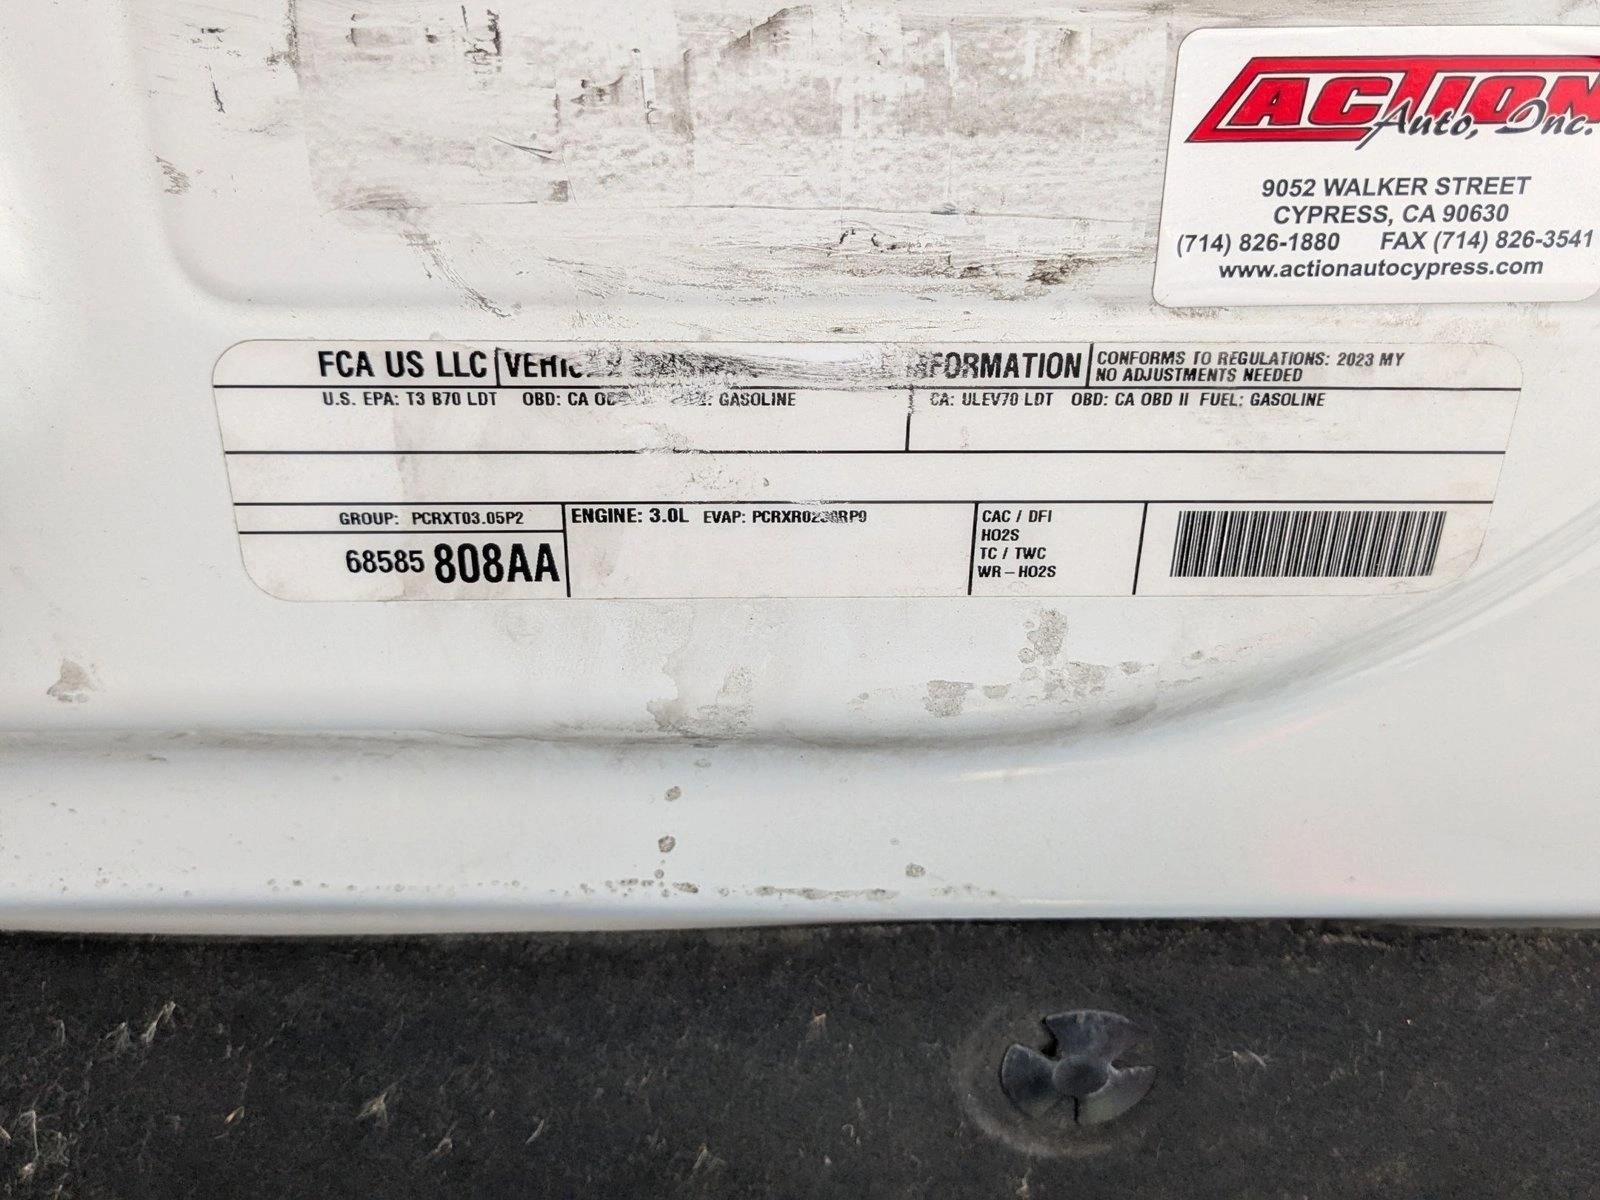 ACTION
Auto, Inc.
9052 WALKER STREET
CYPRESS, CA 90630
(714) 826-1880 FAX (714) 826-3541
www.actionautocypress.com
FCA US LLC
CONFORMS TO REGULATIONS: 2023 MY
NO ADJUSTMENTS NEEDED
U.S. EPA: T3 B70 LDT OBD: CA GASOLINE
CA: ULEV70 LDT OBD: CA OBD II FUEL: GASOLINE
GROUP: PCRXT03.05P2
68585 808AA
ENGINE: 3.0L EVAP:
CAC / DFI
HO2S
TC / TWC
WR-HO2S